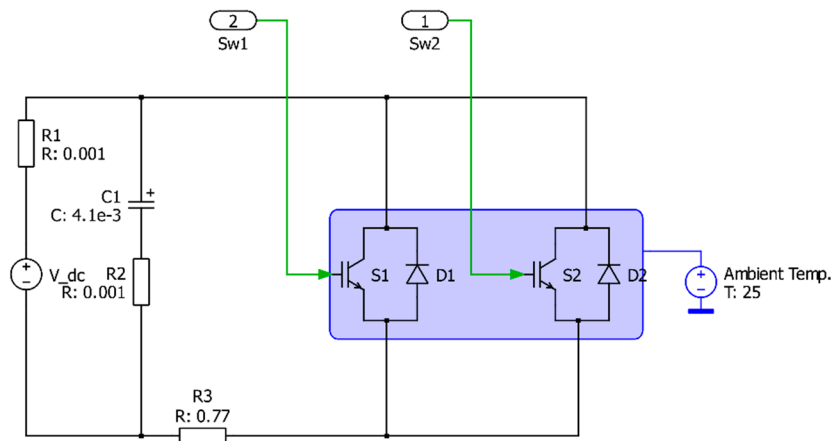 2
Sw1
1
Sw2
R1
R: 0.001
C1
+
C: 4.1e-3
V_dc
R2
R: 0.001
S1
D1
S2
D2
Ambient Temp.
T: 25
R3
R: 0.77